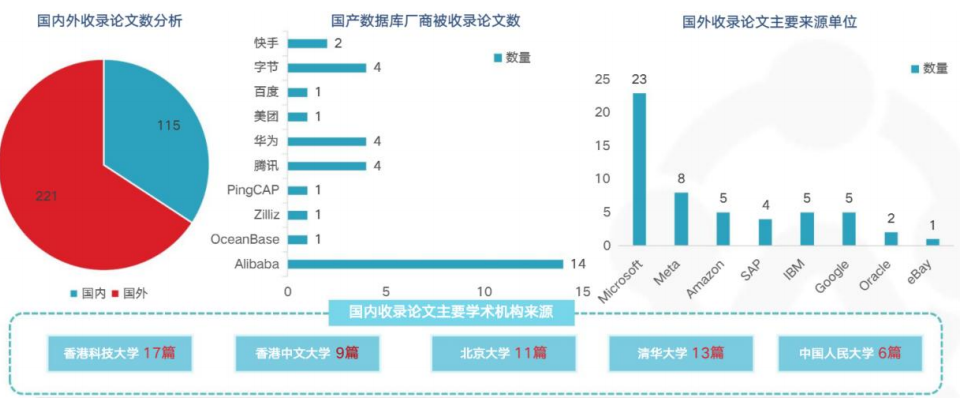 国内外收录论文数分析
115
221
国内 国外
国产数据库厂商被收录论文数
数量
快手 2
字节 4
百度 1
美团 1
华为 4
腾讯 4
PingCAP 1
Zilliz 1
OceanBase 1
Alibaba 14
0 5 10 15
国外收录论文主要来源单位
数量
25
20
15
10
5
0
23 8 5 4 5 5 2 1
Microsoft Meta Amazon SAP IBM Google Oracle eBay
国内收录论文主要学术机构来源
香港科技大学 17篇
香港中文大学 9篇
北京大学 11篇
清华大学 13篇
中国人民大学 6篇